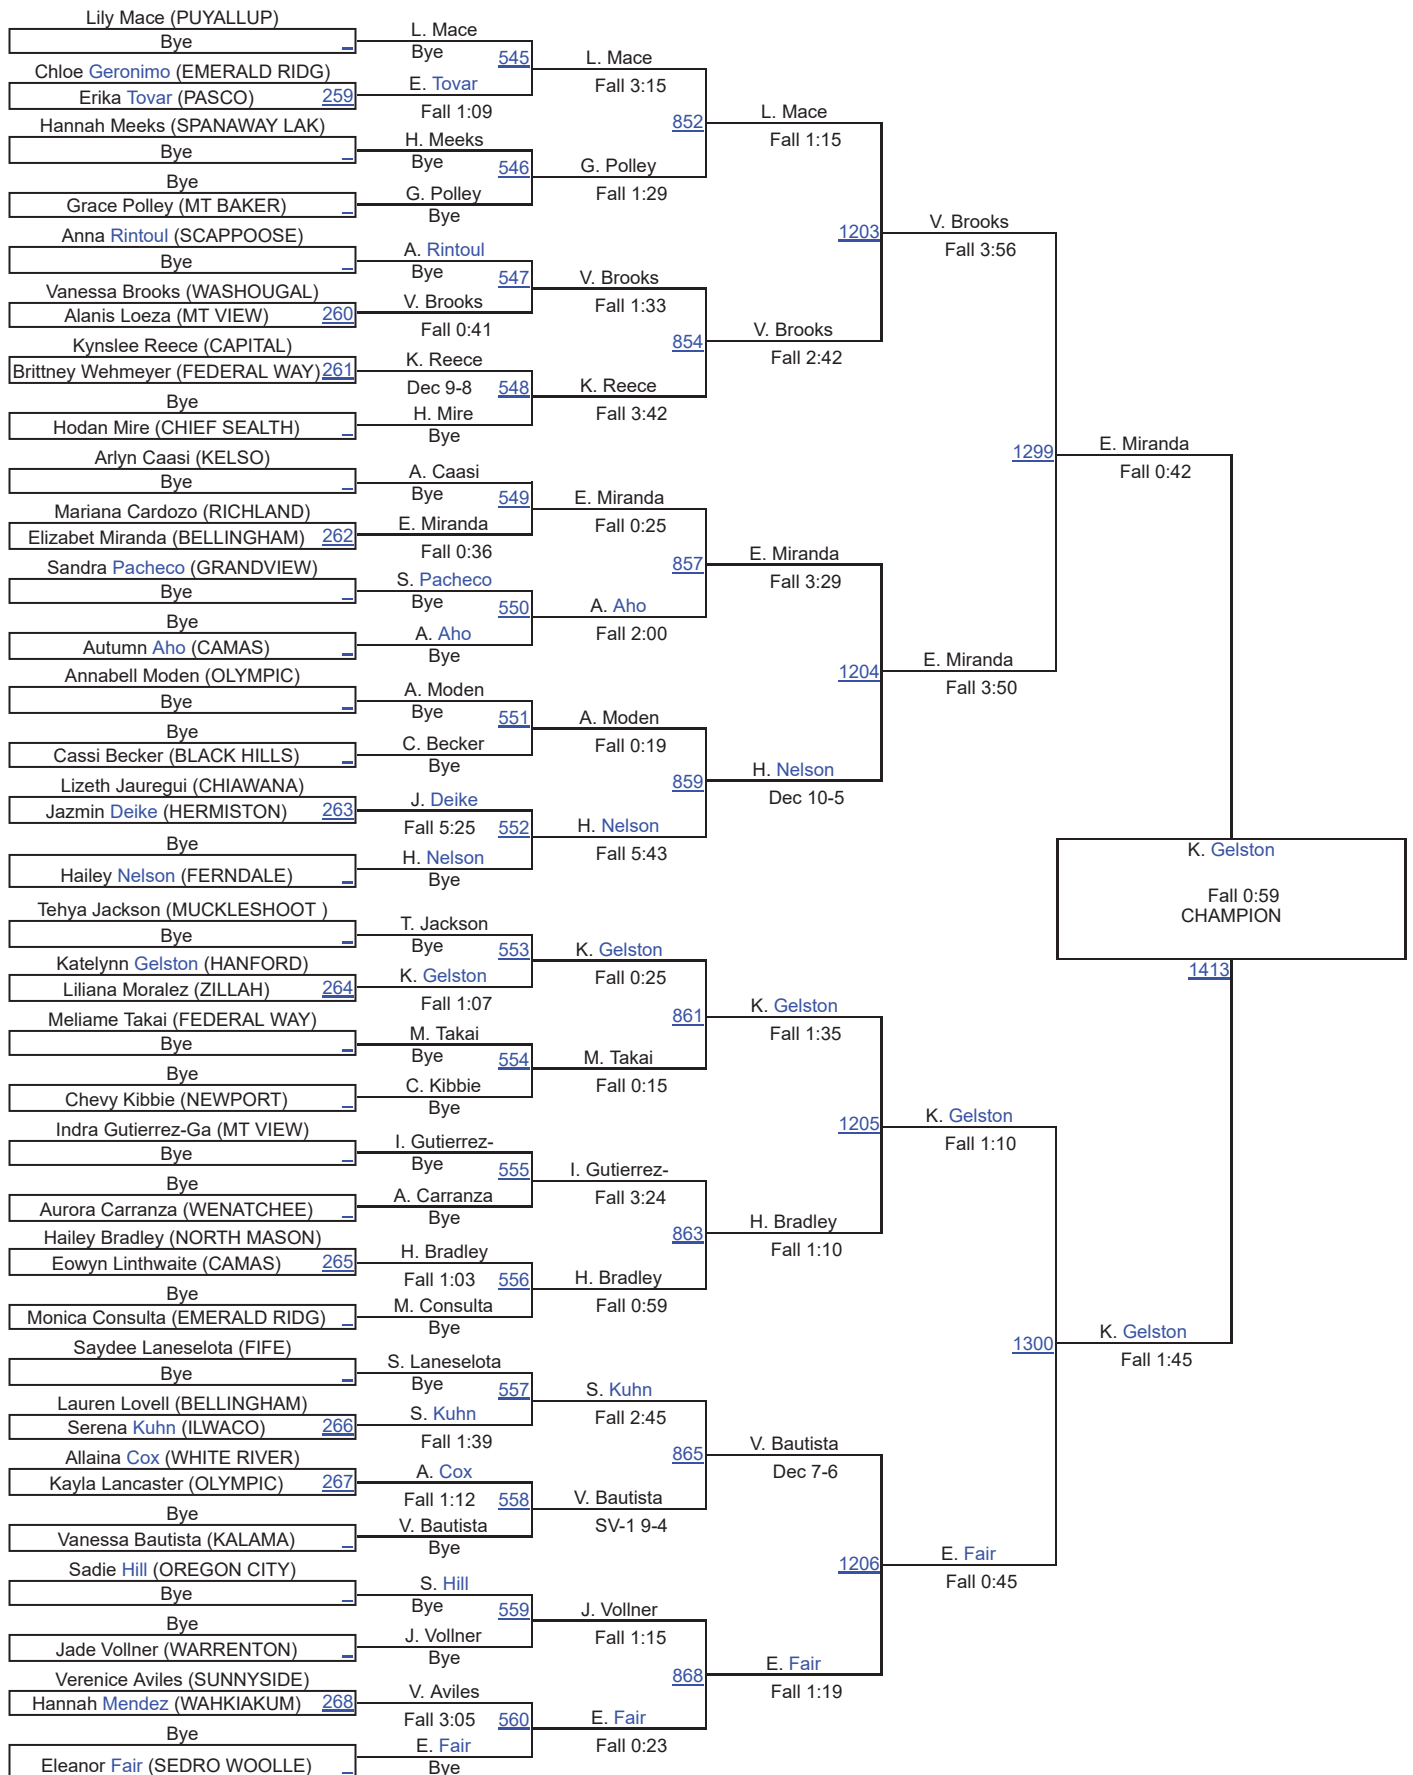 Lily Mace (PUYALLUP)
Bye
Chloe Geronimo (EMERALD RIDG)
Erika Tovar (PASCO) 259
Hannah Meeks (SPANAWAY LAK)
Bye
Bye
Grace Polley (MT BAKER)
Anna Rintoul (SCAPPOOSE)
Bye
Vanessa Brooks (WASHOUGAL)
Alanis Loeza (MT VIEW) 260
Kynslee Reece (CAPITAL)
Brittney Wehmeyer (FEDERAL WAY) 261
Bye
Hodan Mire (CHIEF SEALTH)
Arlyn Caasi (KELSO)
Bye
Mariana Cardozo (RICHLAND)
Elizabet Miranda (BELLINGHAM) 262
Sandra Pacheco (GRANDVIEW)
Bye
Bye
Autumn Aho (CAMAS)
Annabell Moden (OLYMPIC)
Bye
Bye
Cassi Becker (BLACK HILLS)
Lizeth Jauregui (CHIAWANA)
Jazmin Deike (HERMISTON) 263
Bye
Hailey Nelson (FERNDALE)
Tehya Jackson (MUCKLESHOOT )
Bye
Katelynn Gelston (HANFORD)
Liliana Moralez (ZILLAH) 264
Meliame Takai (FEDERAL WAY)
Bye
Bye
Chevy Kibbie (NEWPORT)
Indra Gutierrez-Ga (MT VIEW)
Bye
Bye
Aurora Carranza (WENATCHEE)
Hailey Bradley (NORTH MASON)
Eowyn Linthwaite (CAMAS) 265
Bye
Monica Consulta (EMERALD RIDG)
Saydee Laneselota (FIFE)
Bye
Lauren Lovell (BELLINGHAM)
Serena Kuhn (ILWACO) 266
Allaina Cox (WHITE RIVER)
Kayla Lancaster (OLYMPIC) 267
Bye
Vanessa Bautista (KALAMA)
Sadie Hill (OREGON CITY)
Bye
Bye
Jade Vollner (WARRENTON)
Verenice Aviles (SUNNYSIDE)
Hannah Mendez (WAHKIAKUM) 268
Bye
Eleanor Fair (SEDRO WOOLLE)
L. Mace
Bye
545
E. Tovar
Fall 1:09
H. Meeks
Bye
546
G. Polley
Bye
A. Rintoul
Bye
547
V. Brooks
Fall 0:41
K. Reece
Dec 9-8
548
H. Mire
Bye
A. Caasi
Bye
549
E. Miranda
Fall 0:36
S. Pacheco
Bye
550
A. Aho
Bye
A. Moden
Bye
551
C. Becker
Bye
J. Deike
Fall 5:25
552
H. Nelson
Bye
T. Jackson
Bye
553
K. Gelston
Fall 1:07
M. Takai
Bye
554
C. Kibbie
Bye
I. Gutierrez-
Bye
555
A. Carranza
Bye
H. Bradley
Fall 1:03
556
M. Consulta
Bye
S. Laneselota
Bye
557
S. Kuhn
Fall 1:39
A. Cox
Fall 1:12
558
V. Bautista
Bye
S. Hill
Bye
559
J. Vollner
Bye
V. Aviles
Fall 3:05
560
E. Fair
Bye
L. Mace
Fall 3:15
852
G. Polley
Fall 1:29
V. Brooks
Fall 1:33
854
K. Reece
Fall 3:42
E. Miranda
Fall 0:25
857
A. Aho
Fall 2:00
A. Moden
Fall 0:19
859
H. Nelson
Fall 5:43
K. Gelston
Fall 0:25
861
M. Takai
Fall 0:15
I. Gutierrez-
Fall 3:24
863
H. Bradley
Fall 0:59
S. Kuhn
Fall 2:45
865
V. Bautista
SV-1 9-4
J. Vollner
Fall 1:15
868
E. Fair
Fall 0:23
L. Mace
Fall 1:15
1203
V. Brooks
Fall 2:42
E. Miranda
Fall 3:29
1204
H. Nelson
Dec 10-5
K. Gelston
Fall 1:35
1205
H. Bradley
Fall 1:10
V. Bautista
Dec 7-6
1206
E. Fair
Fall 1:19
V. Brooks
Fall 3:56
1299
E. Miranda
Fall 3:50
K. Gelston
Fall 1:10
1300
E. Fair
Fall 0:45
E. Miranda
Fall 0:42
K. Gelston
Fall 0:59
CHAMPION
1413
K. Gelston
Fall 1:45